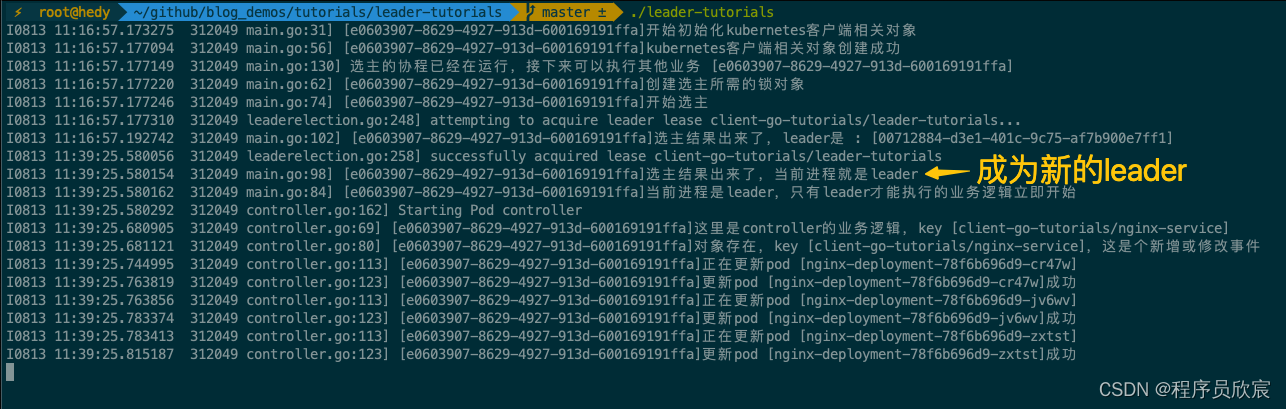 ⚡ root@hedy ~/github/blog_demos/tutorials/leader-tutorials master ± ./leader-tutorials
I0813 11:16:57.173275 312049 main.go:31] [e0603907-8629-4927-913d-600169191ffa]开始初始化kubernetes客户端相关对象
I0813 11:16:57.177094 312049 main.go:56] [e0603907-8629-4927-913d-600169191ffa]kubernetes客户端相关对象创建成功
I0813 11:16:57.177149 312049 main.go:130] 选主的协程已经在运行，接下来可以执行其他业务 [e0603907-8629-4927-913d-600169191ffa]
I0813 11:16:57.177220 312049 main.go:62] [e0603907-8629-4927-913d-600169191ffa]创建选主所需的锁对象
I0813 11:16:57.177246 312049 main.go:74] [e0603907-8629-4927-913d-600169191ffa]开始选主
I0813 11:16:57.177310 312049 leaderelection.go:248] attempting to acquire leader lease client-go-tutorials/leader-tutorials...
I0813 11:16:57.192742 312049 main.go:102] [e0603907-8629-4927-913d-600169191ffa]选主结果出来了，leader是 : [00712884-d3e1-401c-9c75-af7b900e7ff1]
I0813 11:39:25.580056 312049 leaderelection.go:258] successfully acquired lease client-go-tutorials/leader-tutorials
I0813 11:39:25.580154 312049 main.go:98] [e0603907-8629-4927-913d-600169191ffa]选主结果出来了，当前进程就是leader 成为新的leader
I0813 11:39:25.580162 312049 main.go:84] [e0603907-8629-4927-913d-600169191ffa]当前进程是leader，只有leader才能执行的业务逻辑立即开始
I0813 11:39:25.580292 312049 controller.go:162] Starting Pod controller
I0813 11:39:25.680905 312049 controller.go:69] [e0603907-8629-4927-913d-600169191ffa]这里是controller的业务逻辑，key [client-go-tutorials/nginx-service]
I0813 11:39:25.681121 312049 controller.go:80] [e0603907-8629-4927-913d-600169191ffa]对象存在，key [client-go-tutorials/nginx-service]，这是个新增或修改事件
I0813 11:39:25.744995 312049 controller.go:113] [e0603907-8629-4927-913d-600169191ffa]正在更新pod [nginx-deployment-78f6b696d9-cr47w]
I0813 11:39:25.763819 312049 controller.go:123] [e0603907-8629-4927-913d-600169191ffa]更新pod [nginx-deployment-78f6b696d9-cr47w]成功
I0813 11:39:25.763856 312049 controller.go:113] [e0603907-8629-4927-913d-600169191ffa]正在更新pod [nginx-deployment-78f6b696d9-jv6wv]
I0813 11:39:25.783374 312049 controller.go:123] [e0603907-8629-4927-913d-600169191ffa]更新pod [nginx-deployment-78f6b696d9-jv6wv]成功
I0813 11:39:25.783413 312049 controller.go:113] [e0603907-8629-4927-913d-600169191ffa]正在更新pod [nginx-deployment-78f6b696d9-zxtst]
I0813 11:39:25.815187 312049 controller.go:123] [e0603907-8629-4927-913d-600169191ffa]更新pod [nginx-deployment-78f6b696d9-zxtst]成功
CSDN @程序员欣宸